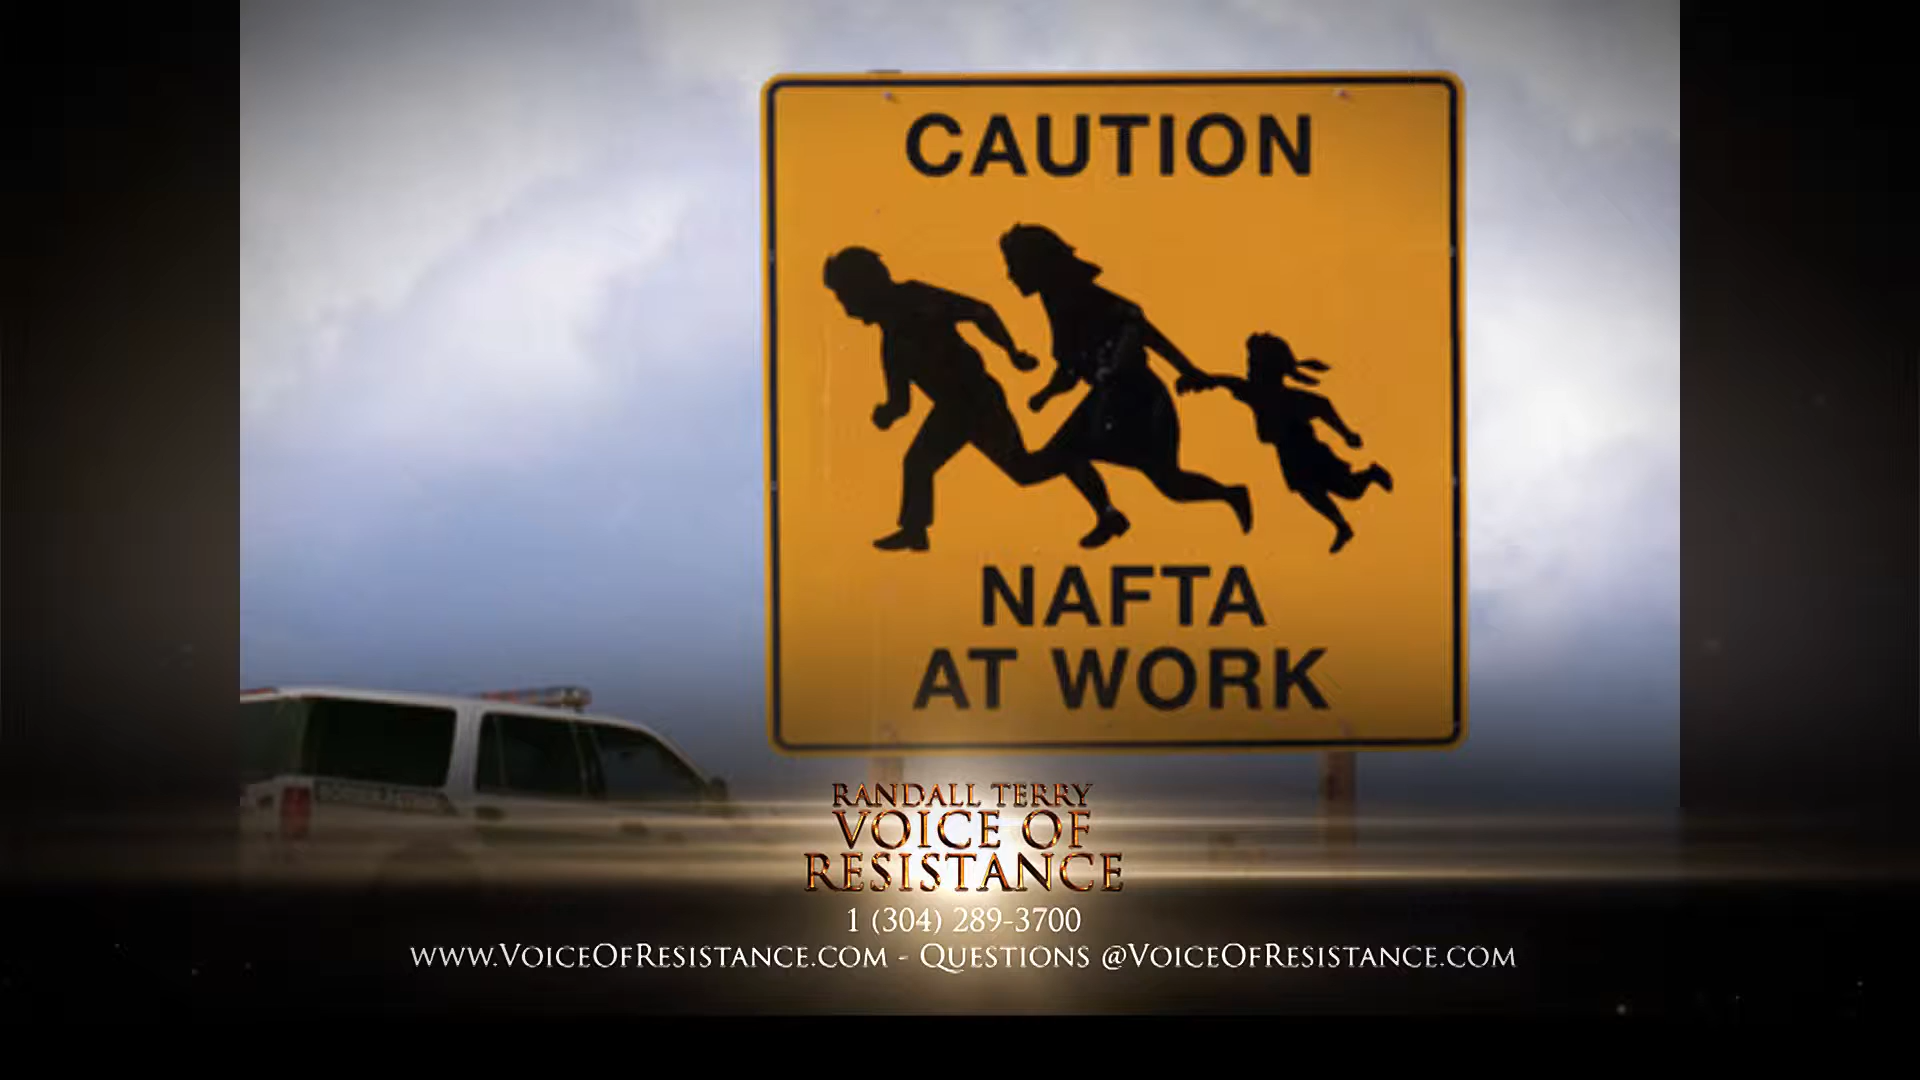 CAUTION
NAFTA
AT WORK
RANDALL TERRY
VOICE OF
RESISTANCE
1 (304) 289-3700
www.VoiceOfResistance.com - Questions @VoiceOfResistance.com